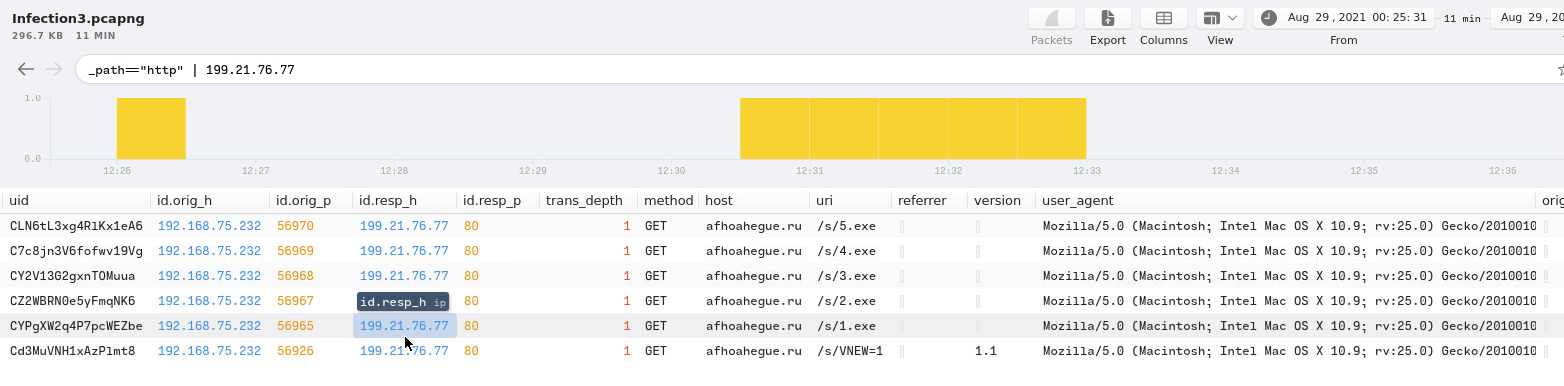 Infection3.pcapng
296.7 KB 11 MIN
Packets Export Columns View
Aug 29, 2021 00:25:31 11 min Aug 29, 20
From
_path=="http" | 199.21.76.77
1.0
0.0
12:26 12:27 12:28 12:29 12:30 12:31 12:32 12:33 12:34 12:35 12:36
uid id.orig_h id.orig_p id.resp_h id.resp_p trans_depth method host uri referrer version user_agent orig
CLN6tL3xg4RlKx1eA6 192.168.75.232 56970 199.21.76.77 80 1 GET afhoahegue.ru /s/5.exe Mozilla/5.0 (Macintosh; Intel Mac OS X 10.9; rv:25.0) Gecko/2010010
C7c8jn3V6fofwv19Vg 192.168.75.232 56969 199.21.76.77 80 1 GET afhoahegue.ru /s/4.exe Mozilla/5.0 (Macintosh; Intel Mac OS X 10.9; rv:25.0) Gecko/2010010
CY2V13G2gxnTOMuua 192.168.75.232 56968 199.21.76.77 80 1 GET afhoahegue.ru /s/3.exe Mozilla/5.0 (Macintosh; Intel Mac OS X 10.9; rv:25.0) Gecko/2010010
CZ2WBRN0e5yFmqNK6 192.168.75.232 56967 id.resp_h ip 80 1 GET afhoahegue.ru /s/2.exe Mozilla/5.0 (Macintosh; Intel Mac OS X 10.9; rv:25.0) Gecko/2010010
CYPgXW2q4P7pcWEZbe 192.168.75.232 56965 199.21.76.77 80 1 GET afhoahegue.ru /s/1.exe Mozilla/5.0 (Macintosh; Intel Mac OS X 10.9; rv:25.0) Gecko/2010010
Cd3MuVNH1xAzPlmt8 192.168.75.232 56926 199.21.76.77 80 1 GET afhoahegue.ru /s/VNEW=1 1.1 Mozilla/5.0 (Macintosh; Intel Mac OS X 10.9; rv:25.0) Gecko/2010010